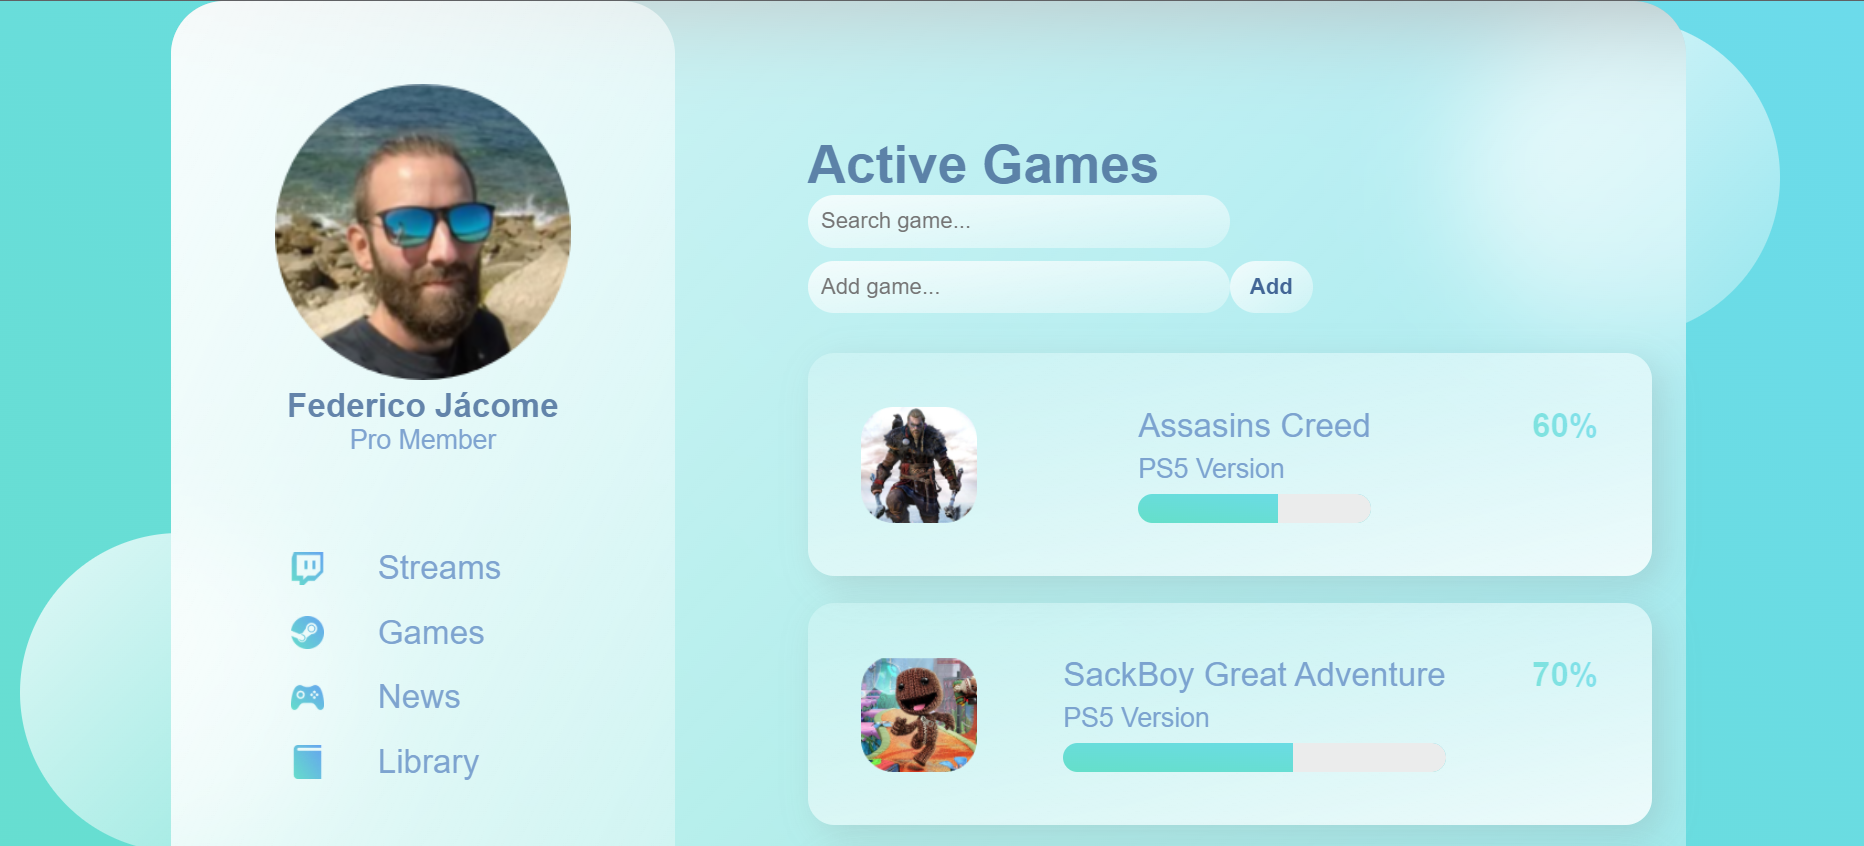 Federico Jácome
Pro Member
Streams
Games
News
Library
Active Games
Search game...
Add game...
Add
Assasins Creed
60%
PS5 Version
SackBoy Great Adventure
70%
PS5 Version